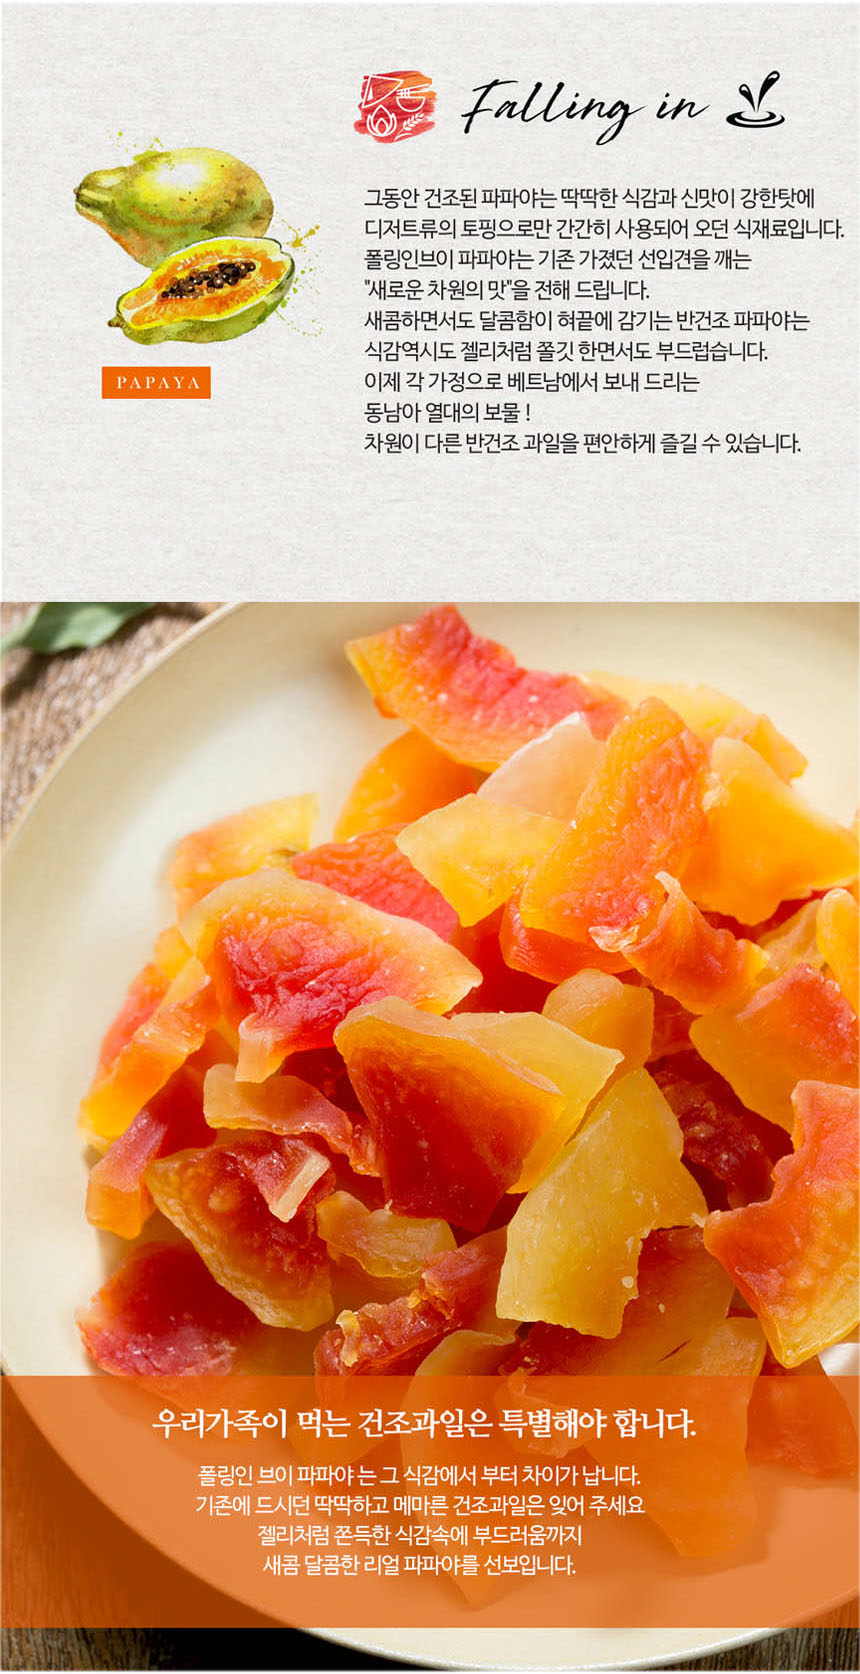 Falling in
그동안 건조된 파파야는 딱딱한 식감과 신맛이 강한탓에
디저트류의 토핑으로만 간간히 사용되어 오던 식재료입니다.
폴링인브이 파파야는 기존 가졌던 선입견을 깨는
"새로운 차원의 맛"을 전해 드립니다.
새콤하면서도 달콤함이 혀끝에 감기는 반건조 파파야는
식감역시도 젤리처럼 쫄깃 한면서도 부드럽습니다.
이제 각 가정으로 베트남에서 보내 드리는
동남아 열대의 보물 !
차원이 다른 반건조 과일을 편안하게 즐길 수 있습니다.
PAPAYA
우리가족이 먹는 건조과일은 특별해야 합니다.
폴링인 브이 파파야 는 그 식감에서 부터 차이가 납니다.
기존에 드시던 딱딱하고 메마른 건조과일은 잊어 주세요
젤리처럼 쫀득한 식감속에 부드러움까지
새콤 달콤한 리얼 파파야를 선보입니다.